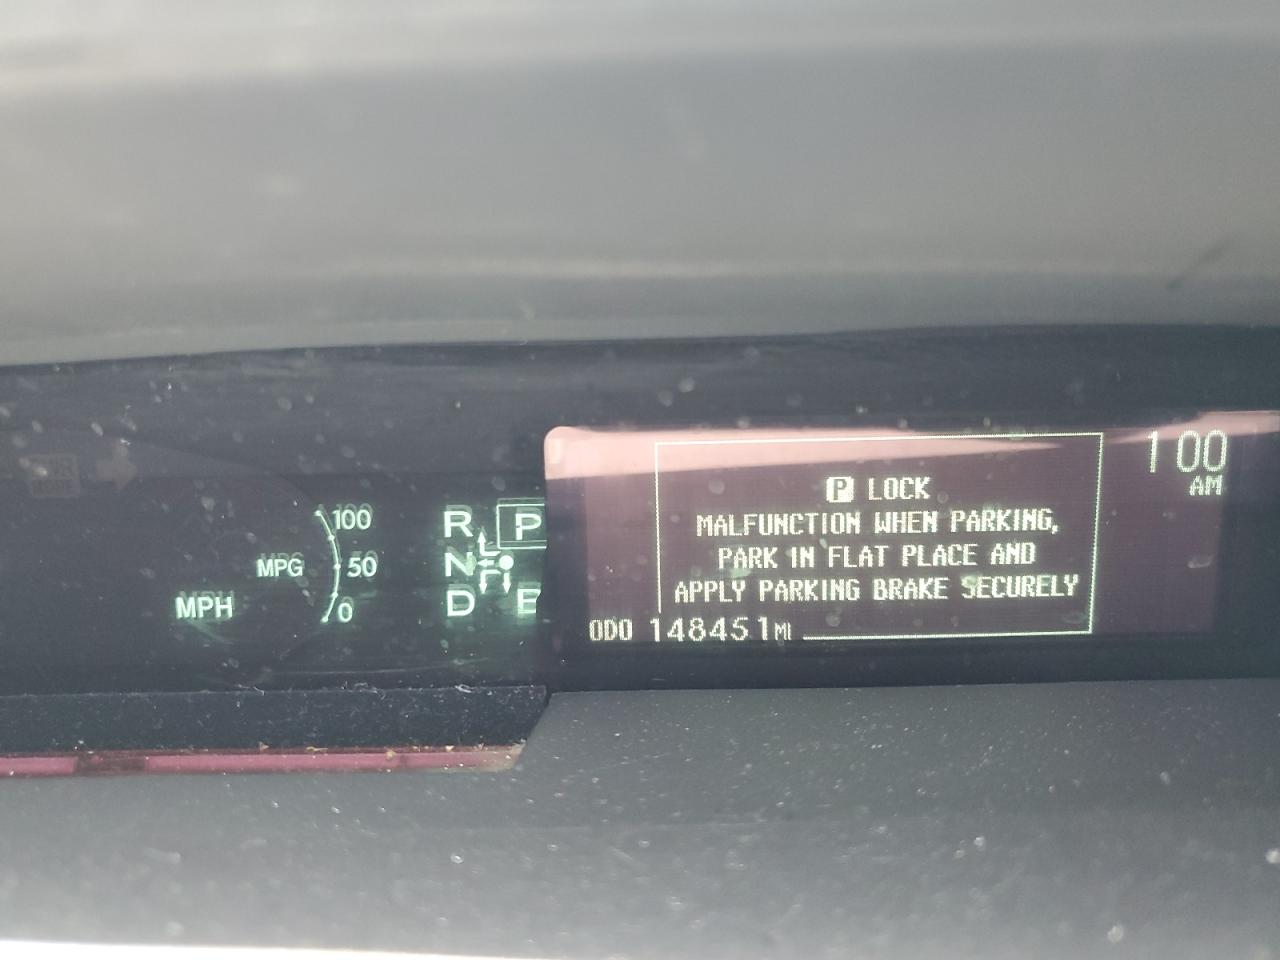 1 00
AM
P LOCK
MALFUNCTION WHEN PARKING,
PARK IN FLAT PLACE AND
APPLY PARKING BRAKE SECURELY
ODO 148451MI
100
MPG 50
MPH
0
R P
N
D B